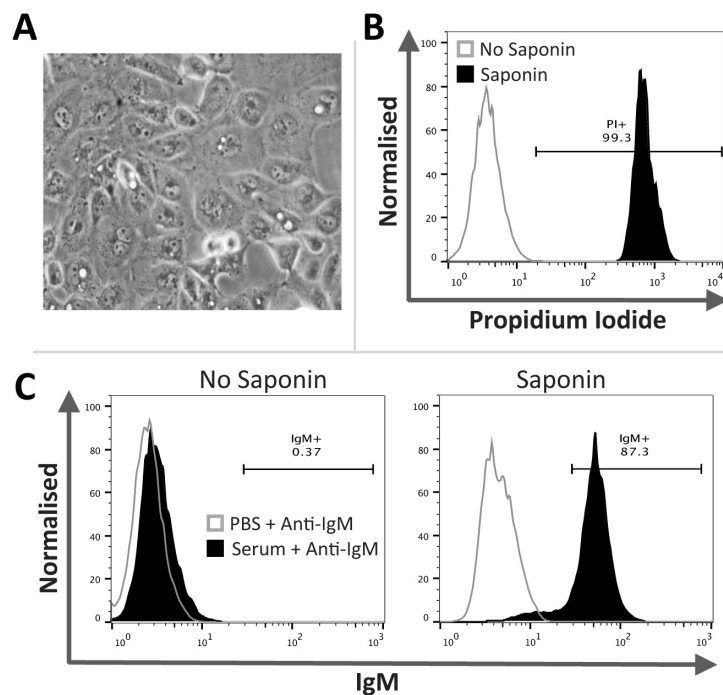 A
B
No Saponin
Saponin
PI+
99.3
100
80
60
40
20
0
10^0 10^1 10^2 10^3 10^4
Normalised
Propidium Iodide
C
No Saponin
Saponin
100
80
60
40
20
0
IgM+
0.37
PBS + Anti-IgM
Serum + Anti-IgM
10^0 10^1 10^2 10^3
100
80
60
40
20
0
IgM+
87.3
10^0 10^1 10^2 10^3
Normalised
IgM